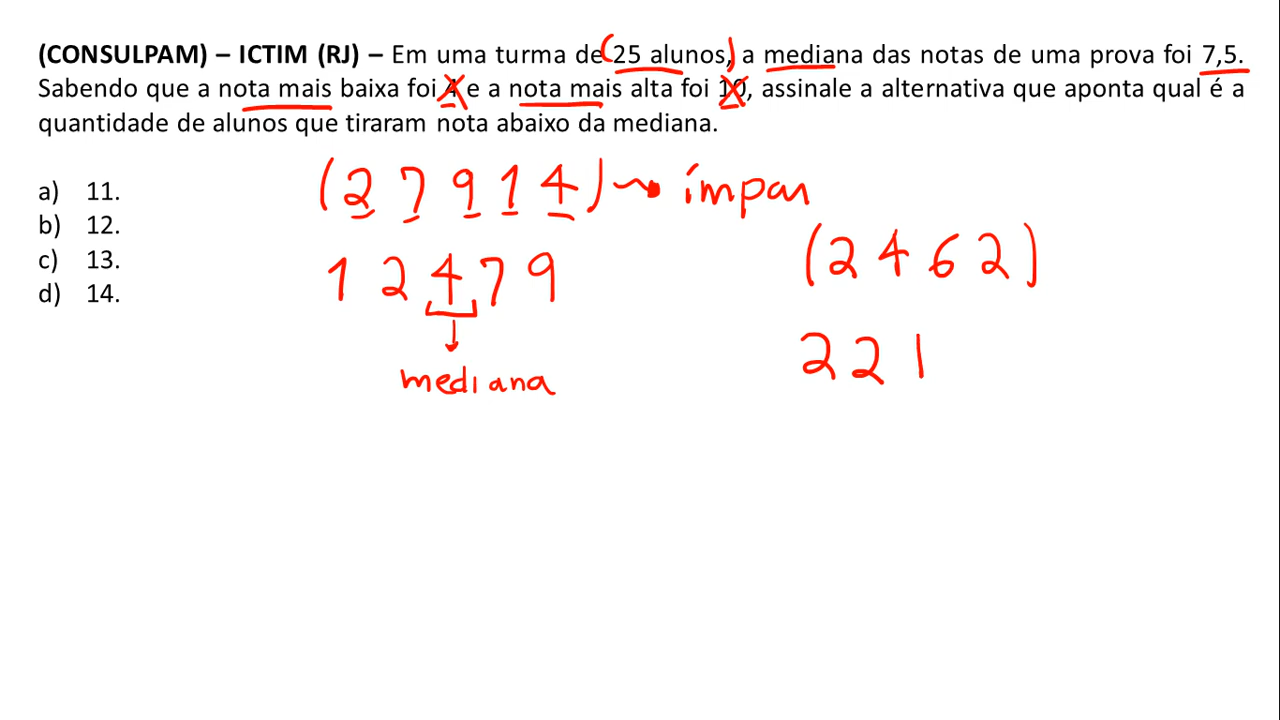 (CONSULPAM) – ICTIM (RJ) – Em uma turma de (25 alunos,) a mediana das notas de uma prova foi 7,5.
Sabendo que a nota mais baixa foi 4 e a nota mais alta foi 10, assinale a alternativa que aponta qual é a
quantidade de alunos que tiraram nota abaixo da mediana.
a) 11.
b) 12.
c) 13.
d) 14.
(2 7 9 1 4) ímpar
1 2 4 7 9
mediana
(2 4 6 2)
2 2 1